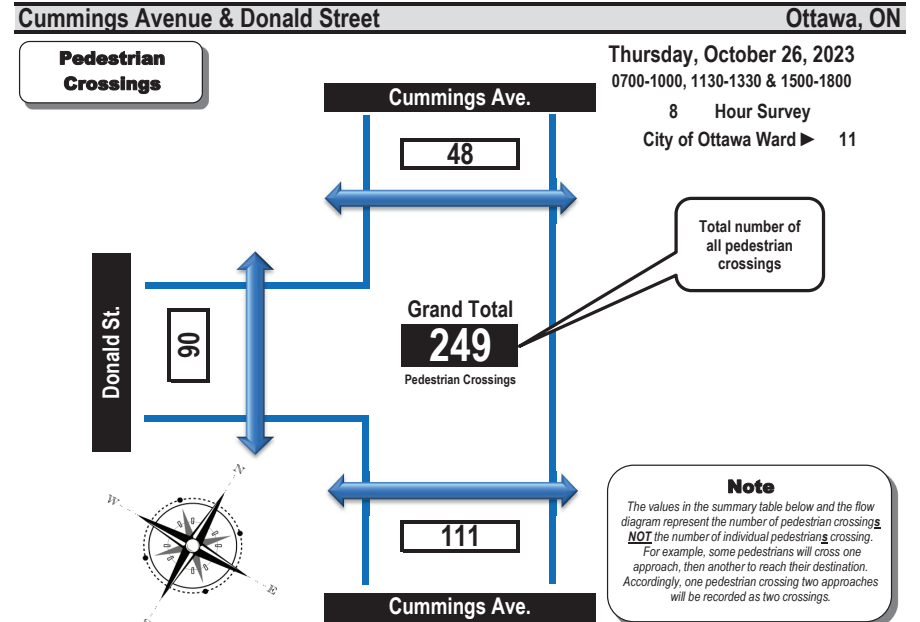 Cummings Avenue & Donald Street
Ottawa, ON
Pedestrian
Crossings
Thursday, October 26, 2023
0700-1000, 1130-1330 & 1500-1800
8 Hour Survey
City of Ottawa Ward ► 11
Cummings Ave.
48
Total number of
all pedestrian
crossings
Donald St.
90
Grand Total
249
Pedestrian Crossings
N
W
E
S
111
Cummings Ave.
Note
The values in the summary table below and the flow
diagram represent the number of pedestrian crossings
NOT the number of individual pedestrians crossing.
For example, some pedestrians will cross one
approach, then another to reach their destination.
Accordingly, one pedestrian crossing two approaches
will be recorded as two crossings.